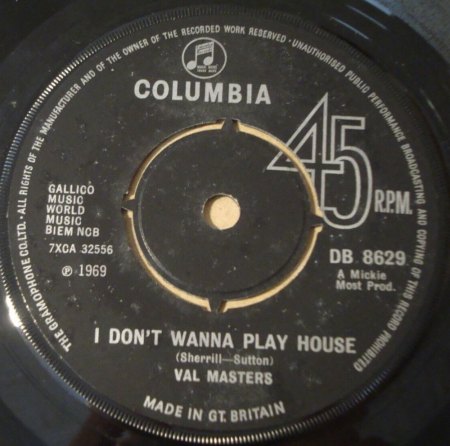 THE GRAMOPHONE CO. LTD. · ALL RIGHTS OF THE MANUFACTURER AND OF THE OWNER OF THE RECORDED WORK RESERVED · UNAUTHORISED PUBLIC PERFORMANCE BROADCASTING AND COPYING OF THIS RECORD PROHIBITED
COLUMBIA
45
R.P.M.
GALLICO
MUSIC
WORLD
MUSIC
BIEM NCB
7XCA 32556
℗ 1969
DB 8629
A Mickie
Most Prod.
I DON'T WANNA PLAY HOUSE
(Sherrill—Sutton)
VAL MASTERS
MADE IN GT. BRITAIN